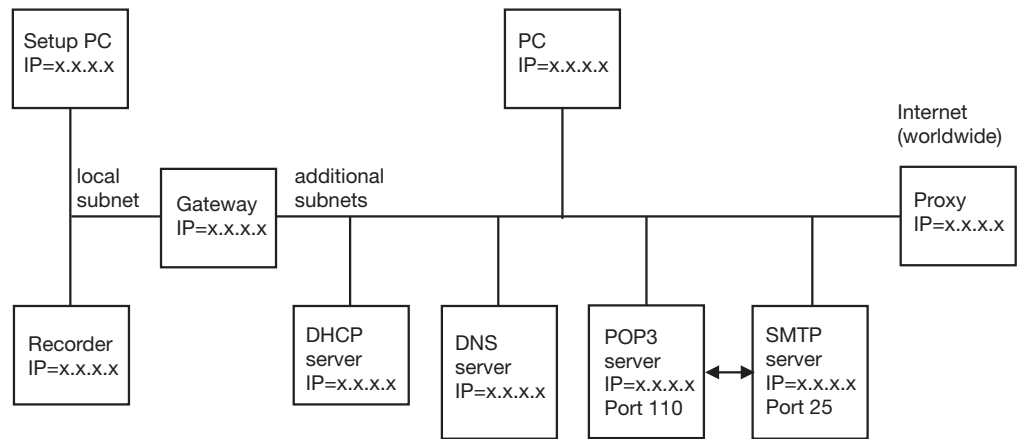 Setup PC
IP=x.x.x.x
PC
IP=x.x.x.x
Internet
(worldwide)
local
subnet
Gateway
IP=x.x.x.x
additional
subnets
Proxy
IP=x.x.x.x
Recorder
IP=x.x.x.x
DHCP
server
IP=x.x.x.x
DNS
server
IP=x.x.x.x
POP3
server
IP=x.x.x.x
Port 110
SMTP
server
IP=x.x.x.x
Port 25